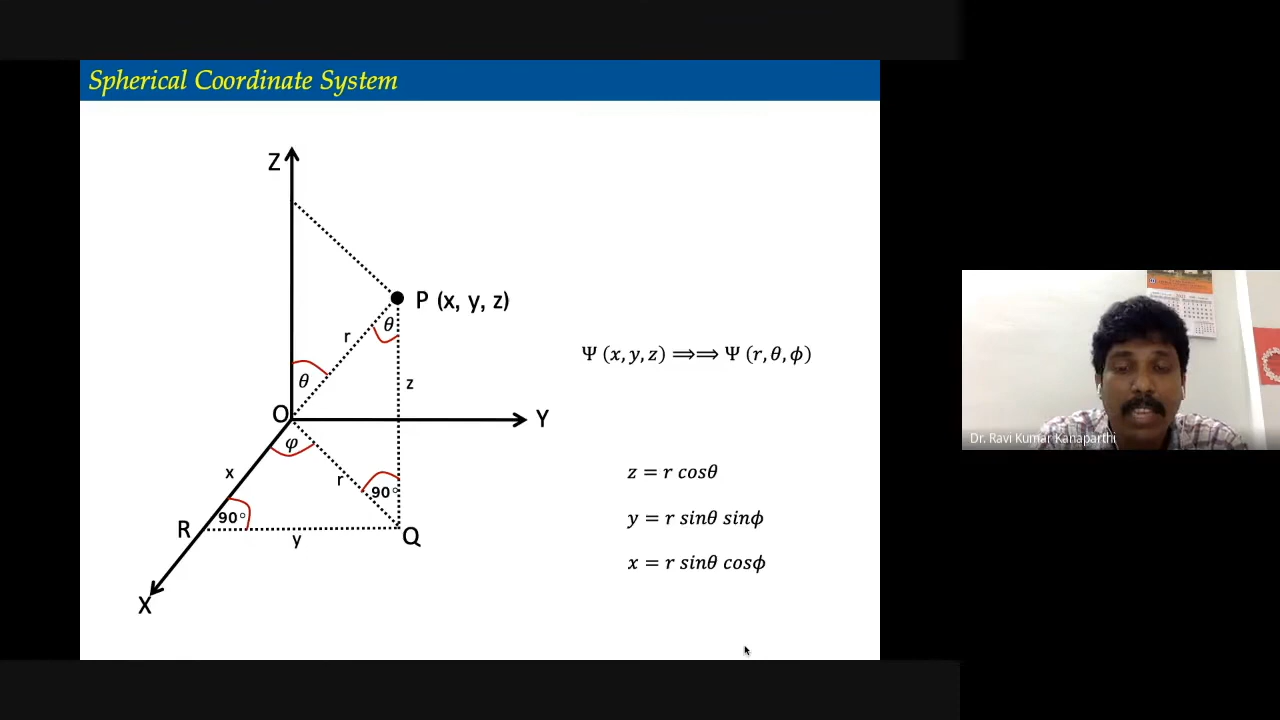 Spherical Coordinate System
Z
P (x, y, z)
θ
r
θ
z
O
Y
φ
x
r
90°
90°
R
Q
y
X
Ψ (x, y, z) ⟹⟹ Ψ (r, θ, ϕ)
z = r cosθ
y = r sinθ sinϕ
x = r sinθ cosϕ
Dr. Ravi Kumar Kanaparthi